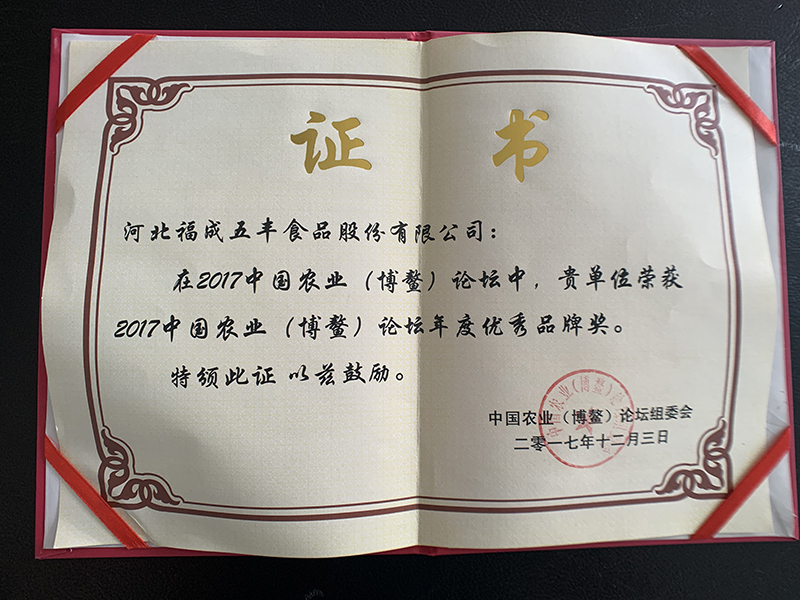 证书
河北福成五丰食品股份有限公司：
在2017中国农业（博鳌）论坛中，贵单位荣获
2017中国农业（博鳌）论坛年度优秀品牌奖。
特颁此证 以兹鼓励。
中国农业（博鳌）论坛组委会
二零一七年十二月三日